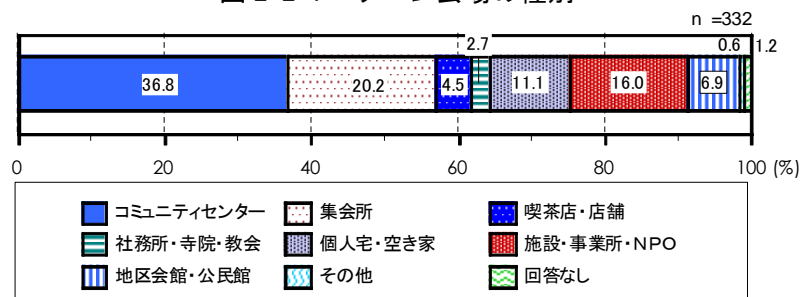 n =332
2.7
0.6
1.2
36.8
20.2
4.5
11.1
16.0
6.9
0
20
40
60
80
100 (%)
コミュニティセンター
集会所
喫茶店・店舗
社務所・寺院・教会
個人宅・空き家
施設・事業所・NPO
地区会館・公民館
その他
回答なし